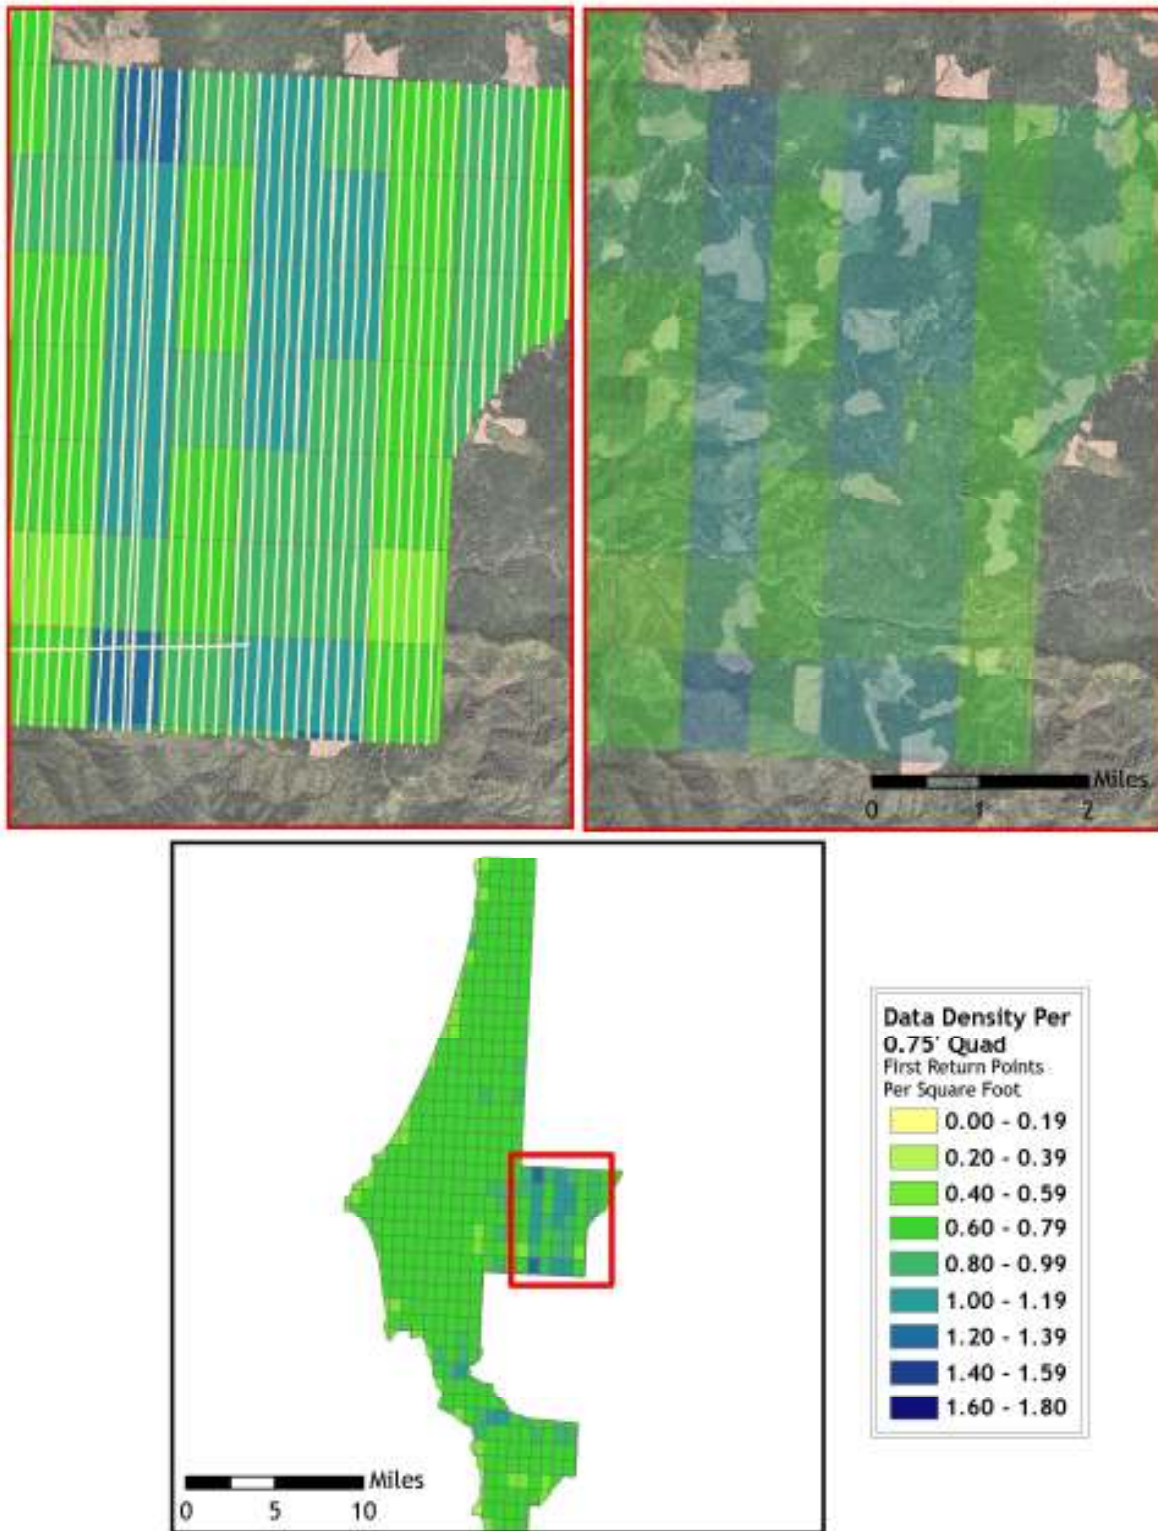 Miles
0 1 2
Data Density Per
0.75' Quad
First Return Points
Per Square Foot
0.00 - 0.19
0.20 - 0.39
0.40 - 0.59
0.60 - 0.79
0.80 - 0.99
1.00 - 1.19
1.20 - 1.39
1.40 - 1.59
1.60 - 1.80
Miles
0 5 10